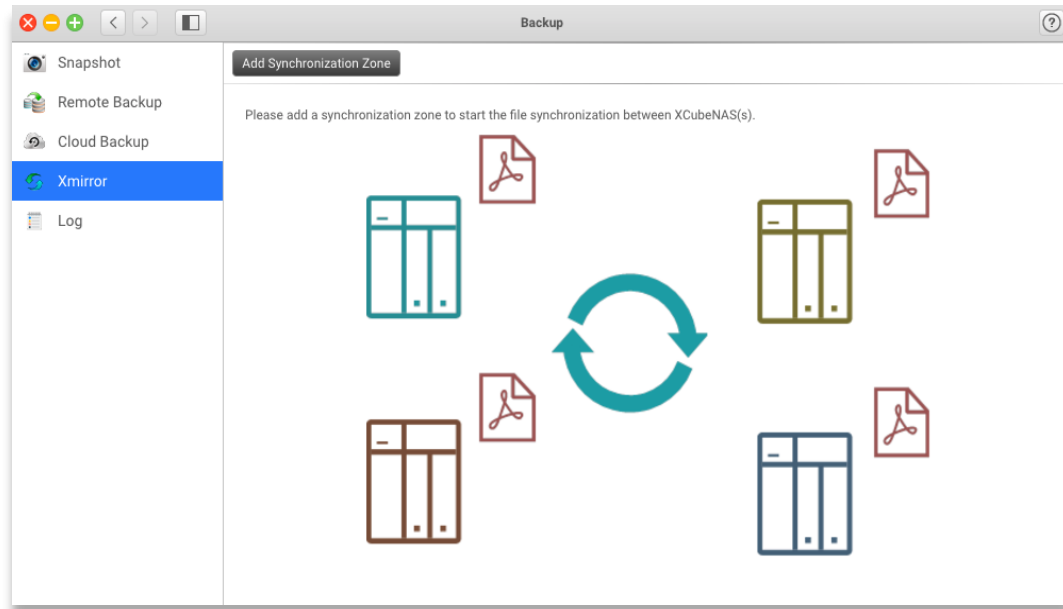 Backup
?
Snapshot
Remote Backup
Cloud Backup
Xmirror
Log
Add Synchronization Zone
Please add a synchronization zone to start the file synchronization between XCubeNAS(s).